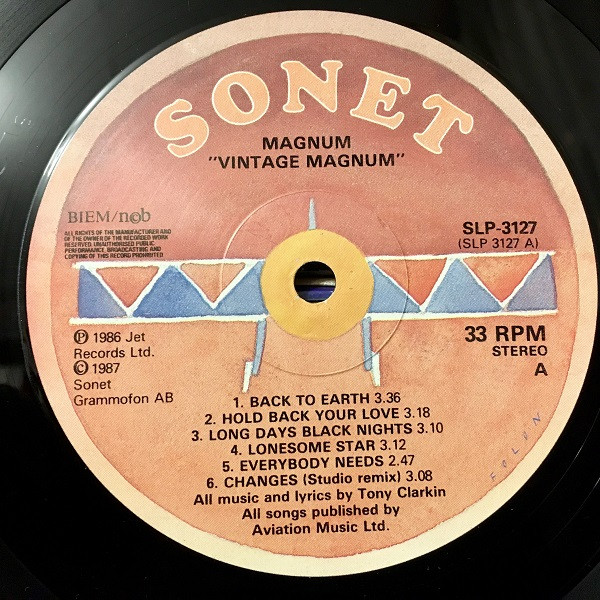 SONET
MAGNUM
"VINTAGE MAGNUM"
BIEM/ncb
ALL RIGHTS OF THE MANUFACTURER AND
OF THE OWNER OF THE RECORDED WORK
RESERVED. UNAUTHORISED PUBLIC
PERFORMANCE, BROADCASTING AND
COPYING OF THIS RECORD PROHIBITED
SLP-3127
(SLP 3127 A)
℗ 1986 Jet
Records Ltd.
© 1987
Sonet
Grammofon AB
33 RPM
STEREO
A
1. BACK TO EARTH 3.36
2. HOLD BACK YOUR LOVE 3.18
3. LONG DAYS BLACK NIGHTS 3.10
4. LONESOME STAR 3.12
5. EVERYBODY NEEDS 2.47
6. CHANGES (Studio remix) 3.08
All music and lyrics by Tony Clarkin
All songs published by
Aviation Music Ltd.
FOLON